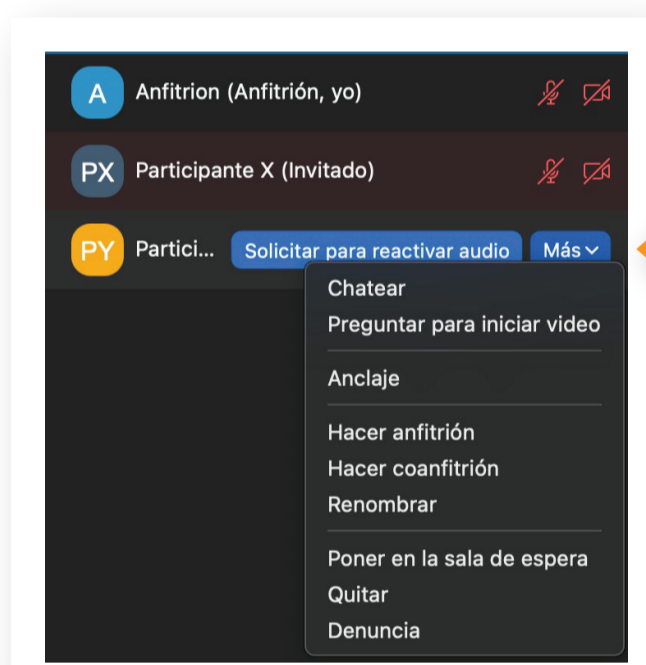 A Anfitrion (Anfitrión, yo)
PX Participante X (Invitado)
PY Partici... Solicitar para reactivar audio Más
Chatear
Preguntar para iniciar video
Anclaje
Hacer anfitrión
Hacer coanfitrión
Renombrar
Poner en la sala de espera
Quitar
Denuncia